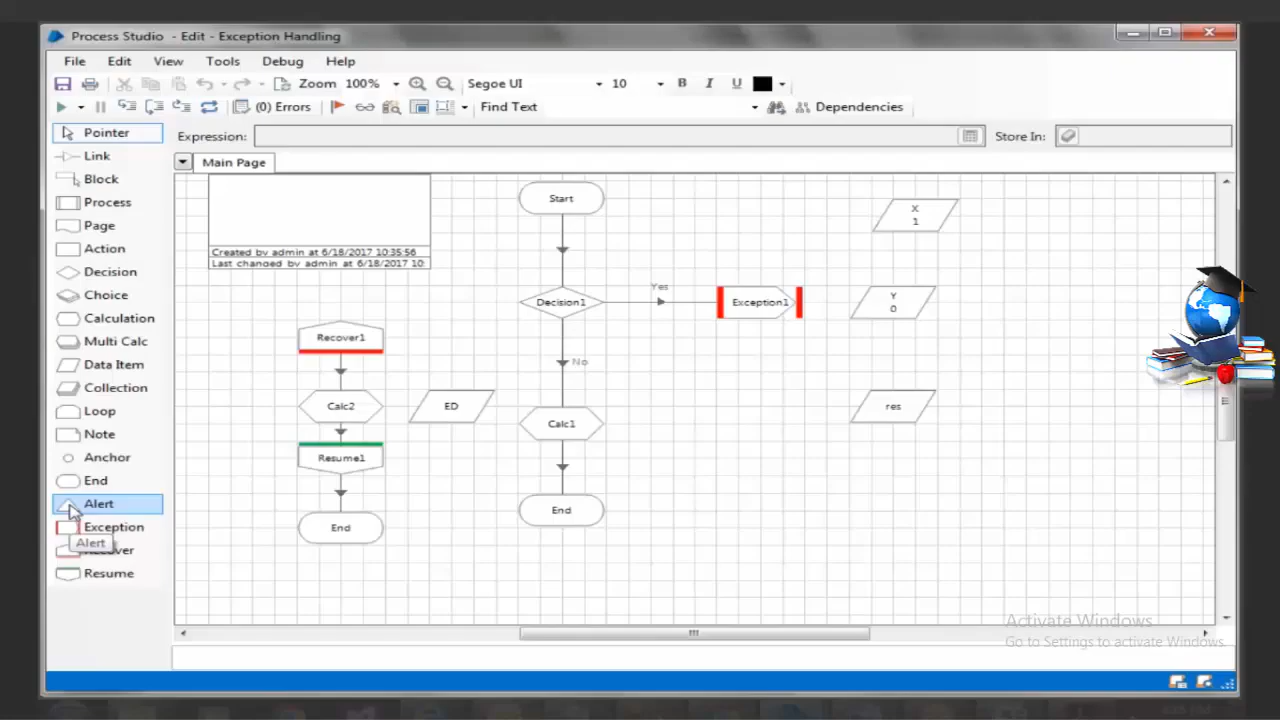 Process Studio - Edit - Exception Handling
File Edit View Tools Debug Help
Zoom 100% Segoe UI 10 B I U
(0) Errors Find Text Dependencies
Pointer
Expression: Store In:
Link
Main Page
Block
Process
Page
Action
Decision
Choice
Calculation
Multi Calc
Data Item
Collection
Loop
Note
Anchor
End
Alert
Exception
Alert
Resume
Created by admin at 6/18/2017 10:35:56
Last changed by admin at 6/18/2017 10:
Start
X
1
Yes
Decision1
Exception1
Y
0
Recover1
No
Calc2
ED
res
Calc1
Resume1
End
End
Activate Windows
Go to Settings to activate Windows.